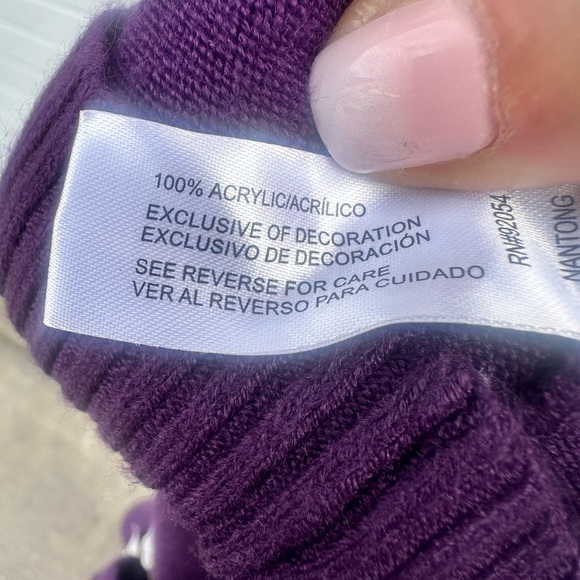 100% ACRYLIC/ACRÍLICO
EXCLUSIVE OF DECORATION
EXCLUSIVO DE DECORACIÓN
SEE REVERSE FOR CARE
VER AL REVERSO PARA CUIDADO
RN#92054
NANTONG